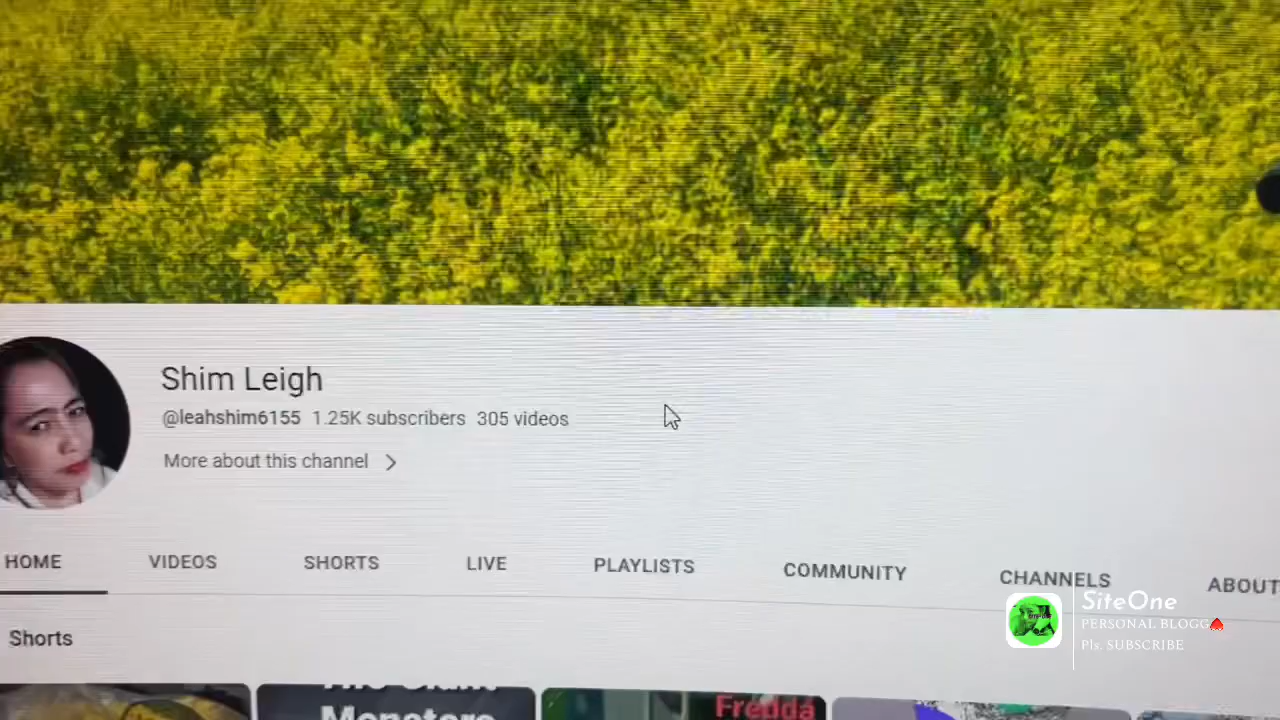 Shim Leigh
@leahshim6155 1.25K subscribers 305 videos
More about this channel
HOME VIDEOS SHORTS LIVE PLAYLISTS COMMUNITY CHANNELS ABOUT
SiteOne
PERSONAL BLOGG
Pls. SUBSCRIBE
Shorts
Monsters
Fredda